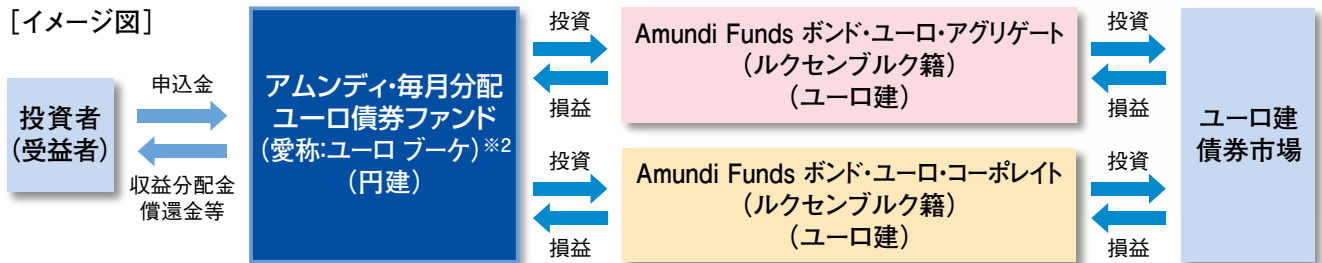 [イメージ図]
投資者
(受益者)
申込金
収益分配金
償還金等
アムンディ・毎月分配
ユーロ債券ファンド
(愛称:ユーロ ブーケ)※2
(円建)
投資
損益
投資
損益
Amundi Funds ボンド・ユーロ・アグリゲート
(ルクセンブルク籍)
(ユーロ建)
Amundi Funds ボンド・ユーロ・コーポレイト
(ルクセンブルク籍)
(ユーロ建)
投資
損益
投資
損益
ユーロ建
債券市場